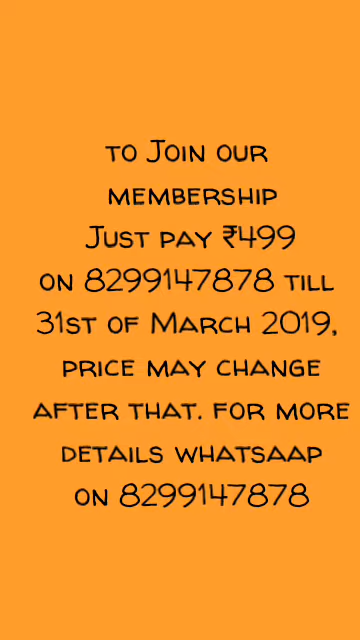 to Join our
membership
Just pay ₹499
on 8299147878 till
31st of March 2019,
price may change
after that. for more
details whatsaap
on 8299147878